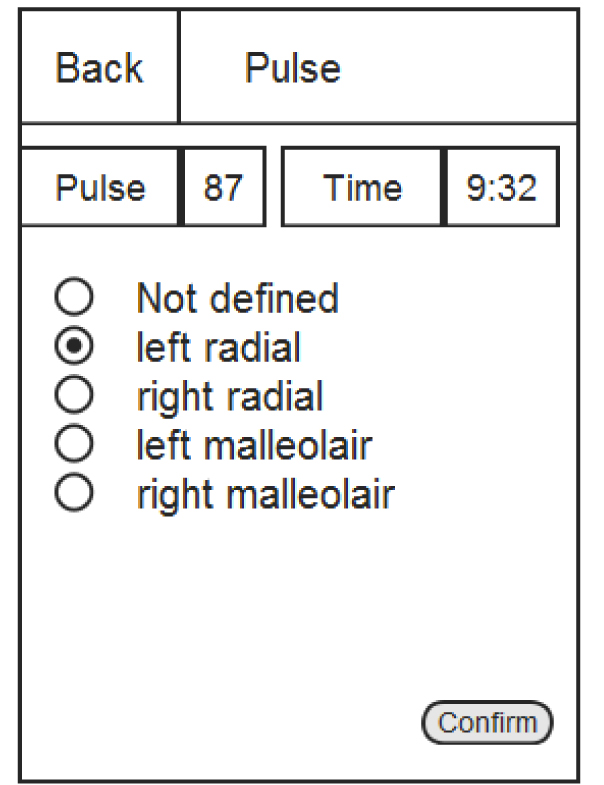 Back Pulse
Pulse 87 Time 9:32
Not defined
left radial
right radial
left malleolair
right malleolair
Confirm